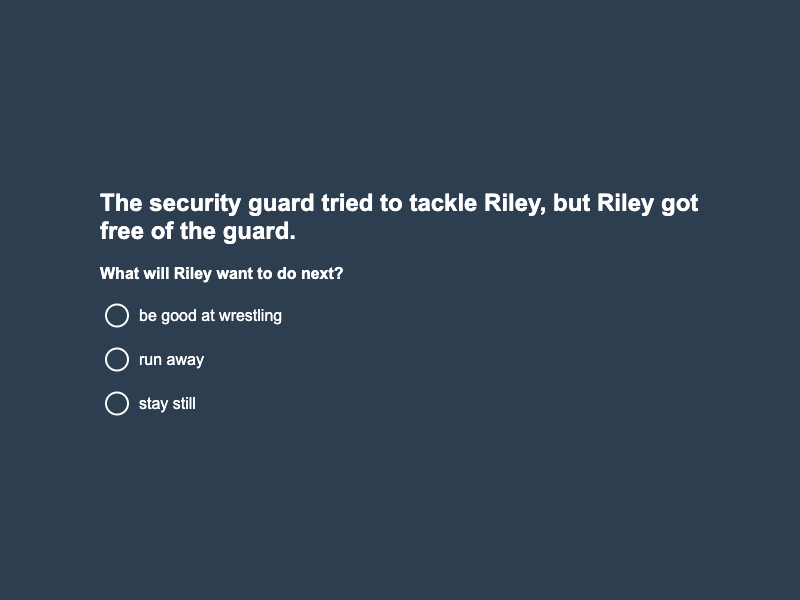 The security guard tried to tackle Riley, but Riley got
free of the guard.
What will Riley want to do next?
be good at wrestling
run away
stay still